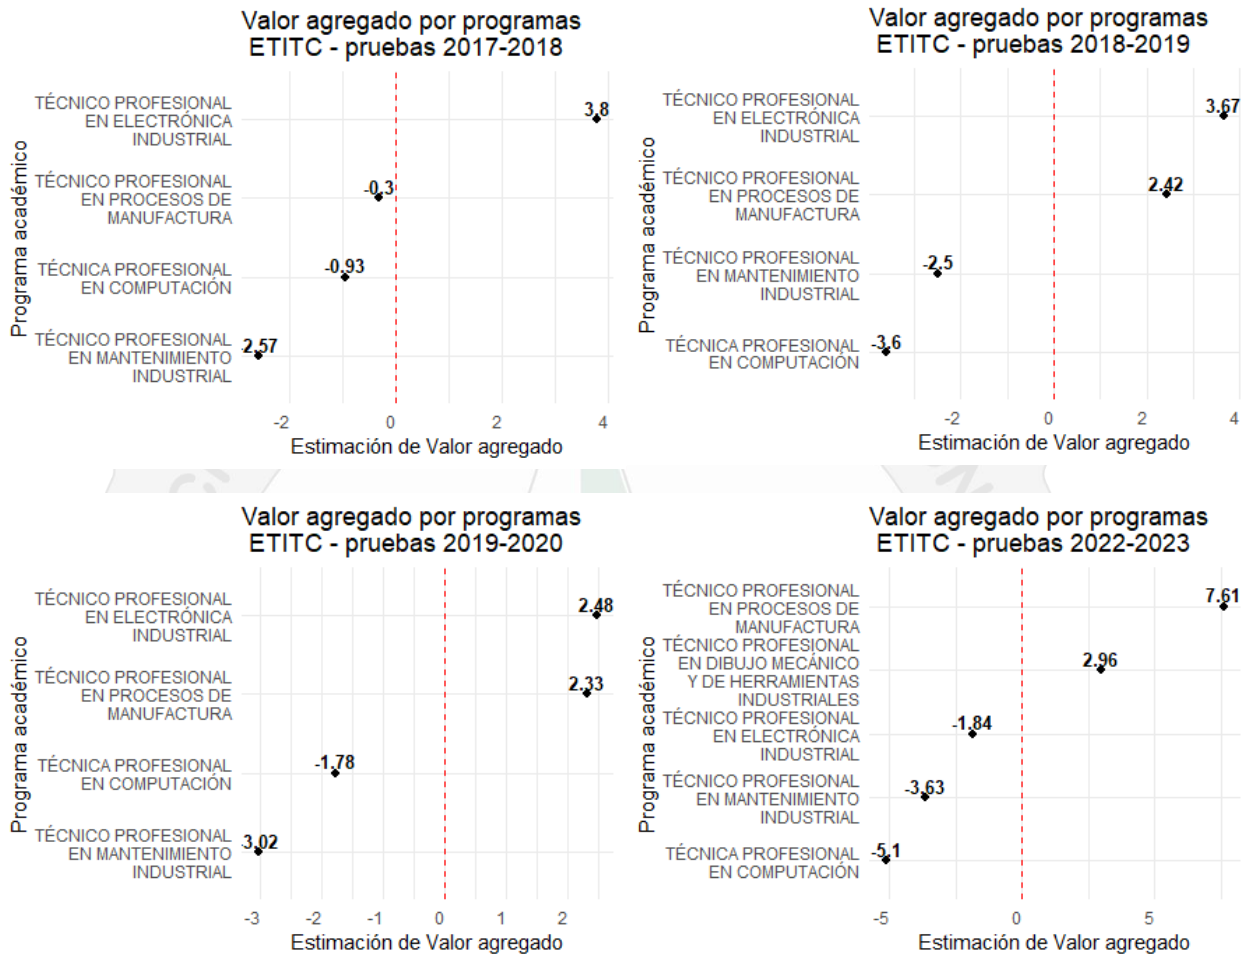 Valor agregado por programas
ETITC - pruebas 2017-2018
Programa académico
TÉCNICO PROFESIONAL
EN ELECTRÓNICA
INDUSTRIAL
3.8
TÉCNICO PROFESIONAL
EN PROCESOS DE
MANUFACTURA
-0.3
TÉCNICA PROFESIONAL
EN COMPUTACIÓN
-0.93
TÉCNICO PROFESIONAL
EN MANTENIMIENTO
INDUSTRIAL
-2.57
-2 0 2 4
Estimación de Valor agregado
Valor agregado por programas
ETITC - pruebas 2018-2019
Programa académico
TÉCNICO PROFESIONAL
EN ELECTRÓNICA
INDUSTRIAL
3.67
TÉCNICO PROFESIONAL
EN PROCESOS DE
MANUFACTURA
2.42
TÉCNICO PROFESIONAL
EN MANTENIMIENTO
INDUSTRIAL
-2.5
TÉCNICA PROFESIONAL
EN COMPUTACIÓN
-3.6
-2 0 2 4
Estimación de Valor agregado
Valor agregado por programas
ETITC - pruebas 2019-2020
Programa académico
TÉCNICO PROFESIONAL
EN ELECTRÓNICA
INDUSTRIAL
2.48
TÉCNICO PROFESIONAL
EN PROCESOS DE
MANUFACTURA
2.33
TÉCNICA PROFESIONAL
EN COMPUTACIÓN
-1.78
TÉCNICO PROFESIONAL
EN MANTENIMIENTO
INDUSTRIAL
-3.02
-3 -2 -1 0 1 2
Estimación de Valor agregado
Valor agregado por programas
ETITC - pruebas 2022-2023
Programa académico
TÉCNICO PROFESIONAL
EN PROCESOS DE
MANUFACTURA
7.61
TÉCNICO PROFESIONAL
EN DIBUJO MECÁNICO
Y DE HERRAMIENTAS
INDUSTRIALES
2.96
TÉCNICO PROFESIONAL
EN ELECTRÓNICA
INDUSTRIAL
-1.84
TÉCNICO PROFESIONAL
EN MANTENIMIENTO
INDUSTRIAL
-3.63
TÉCNICA PROFESIONAL
EN COMPUTACIÓN
-5.1
-5 0 5
Estimación de Valor agregado